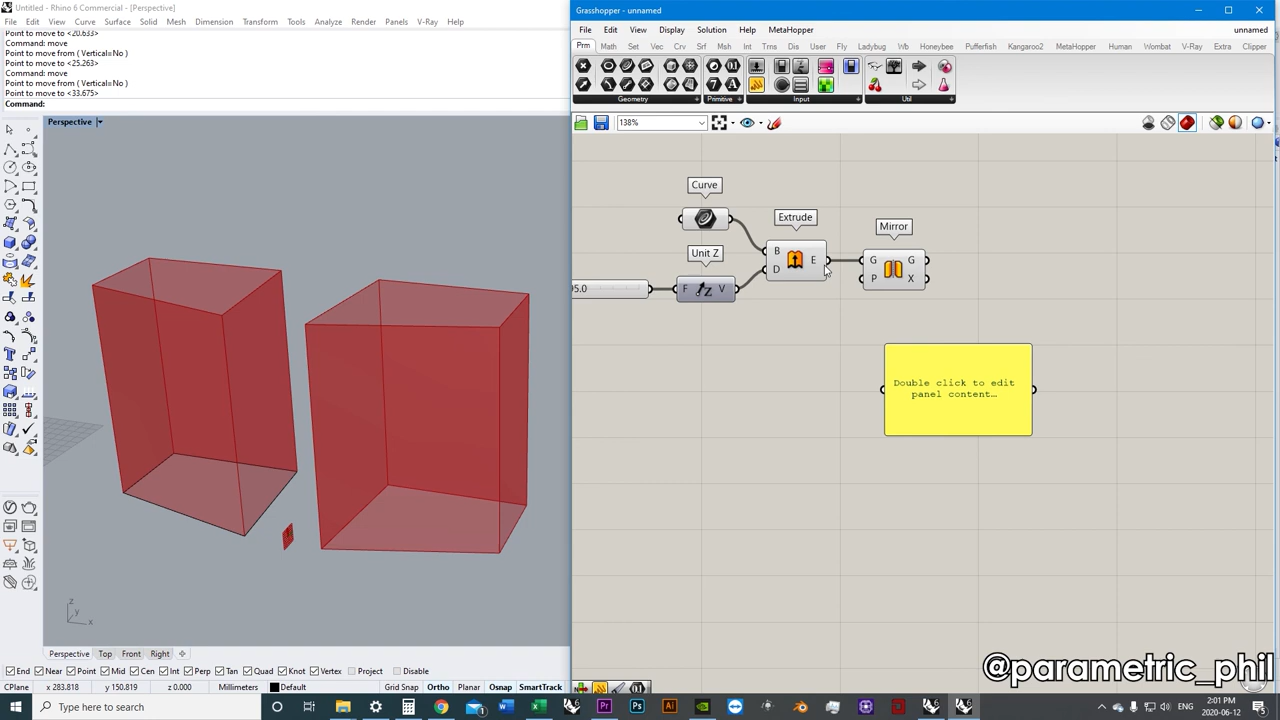 Untitled - Rhino 6 Commercial - [Perspective]
File Edit View Curve Surface Solid Mesh Dimension Transform Tools Analyze Render Panels V-Ray Help
Point to move to <20.633>
Command: move
Point to move from ( Vertical=No )
Point to move to <25.263>
Command: move
Point to move from ( Vertical=No )
Point to move to <33.675>
Command:
Perspective
z
y
x
Perspective Top Front Right
End Near Point Mid Cen Int Perp Tan Quad Knot Vertex Project Disable
CPlane x 283.818 y 150.819 z 0.000 Millimeters Default Grid Snap Ortho Planar Osnap SmartTrack
Grasshopper - unnamed
File Edit View Display Solution Help MetaHopper unnamed
Prm Math Set Vec Crv Srf Msh Int Trns Dis User Fly Ladybug Wb Honeybee Pufferfish Kangaroo2 MetaHopper Human Wombat V-Ray Extra Clipper
Geometry Primitive Input Util
138%
Curve
Extrude
Mirror
Unit Z
B
D
E
G
P
G
X
95.0
F Z V
Double click to edit
panel content…
@parametric_phil
Type here to search
2:01 PM
2020-06-12